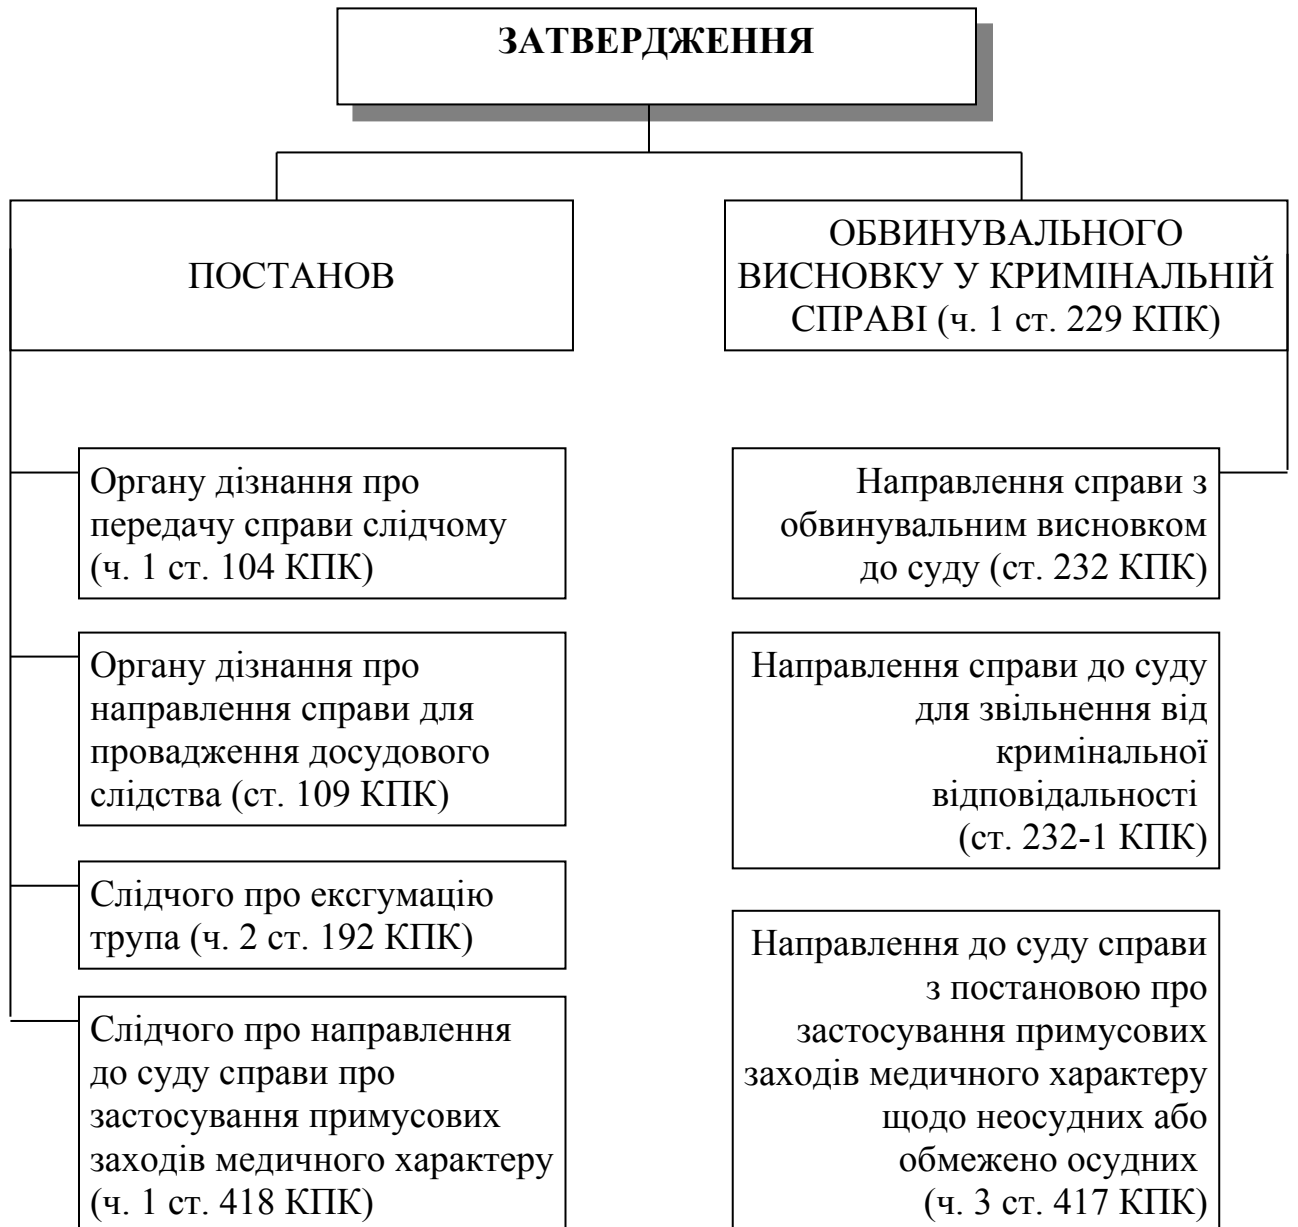 ЗАТВЕРДЖЕННЯ
ПОСТАНОВ
ОБВИНУВАЛЬНОГО
ВИСНОВКУ У КРИМІНАЛЬНІЙ
СПРАВІ (ч. 1 ст. 229 КПК)
Органу дізнання про
передачу справи слідчому
(ч. 1 ст. 104 КПК)
Органу дізнання про
направлення справи для
провадження досудового
слідства (ст. 109 КПК)
Слідчого про ексгумацію
трупа (ч. 2 ст. 192 КПК)
Слідчого про направлення
до суду справи про
застосування примусових
заходів медичного характеру
(ч. 1 ст. 418 КПК)
Направлення справи з
обвинувальним висновком
до суду (ст. 232 КПК)
Направлення справи до суду
для звільнення від
кримінальної
відповідальності
(ст. 232-1 КПК)
Направлення до суду справи
з постановою про
застосування примусових
заходів медичного характеру
щодо неосудних або
обмежено осудних
(ч. 3 ст. 417 КПК)